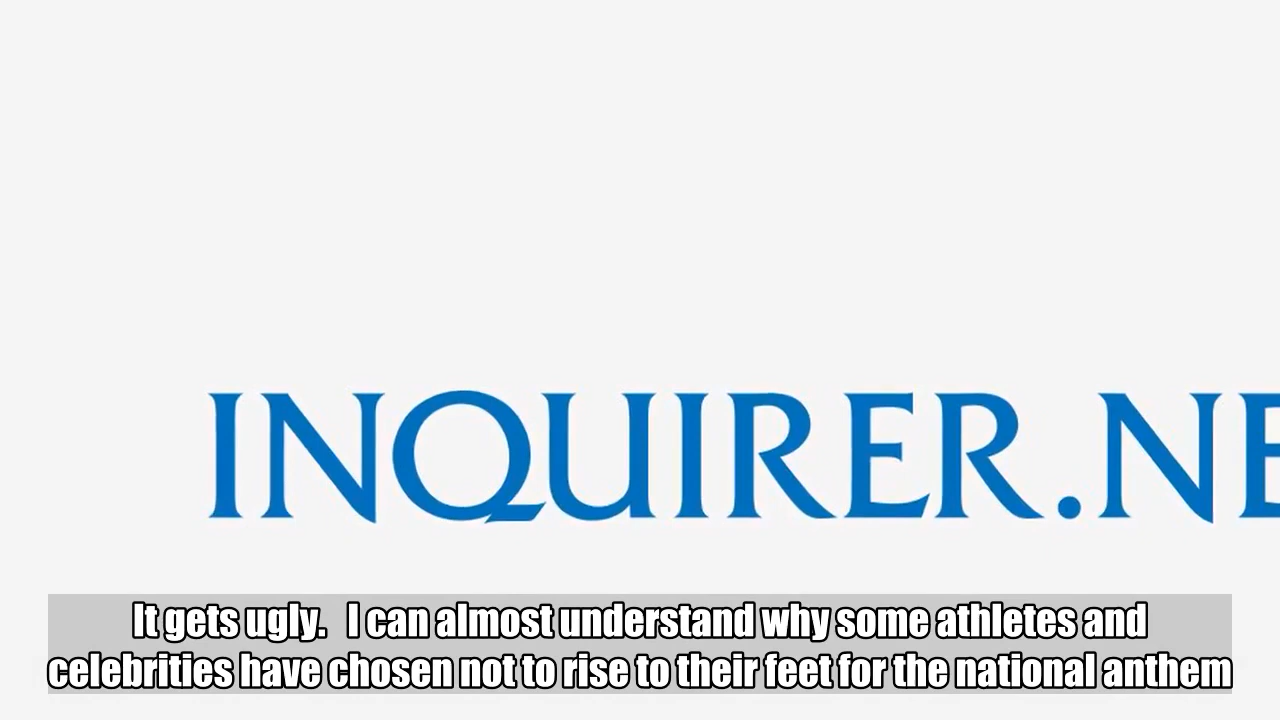 INQUIRER.NE
It gets ugly. I can almost understand why some athletes and
celebrities have chosen not to rise to their feet for the national anthem